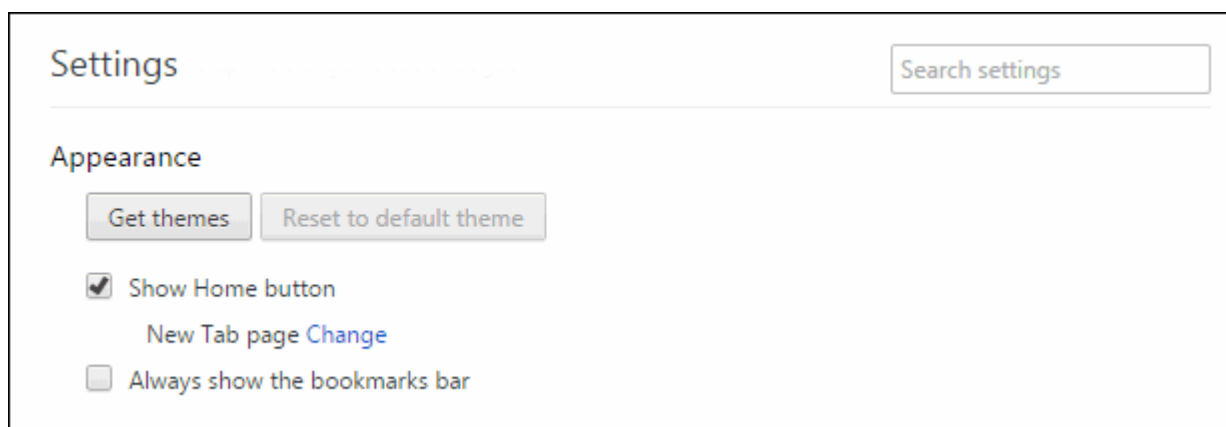 Settings
Search settings
Appearance
Get themes Reset to default theme
Show Home button
New Tab page Change
Always show the bookmarks bar